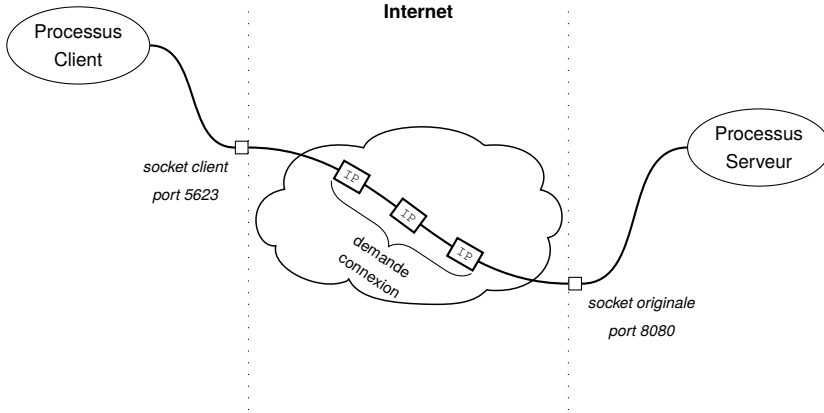 Internet
Processus
Client
Processus
Serveur
socket client
port 5623
IP
IP
IP
demande
connexion
socket originale
port 8080